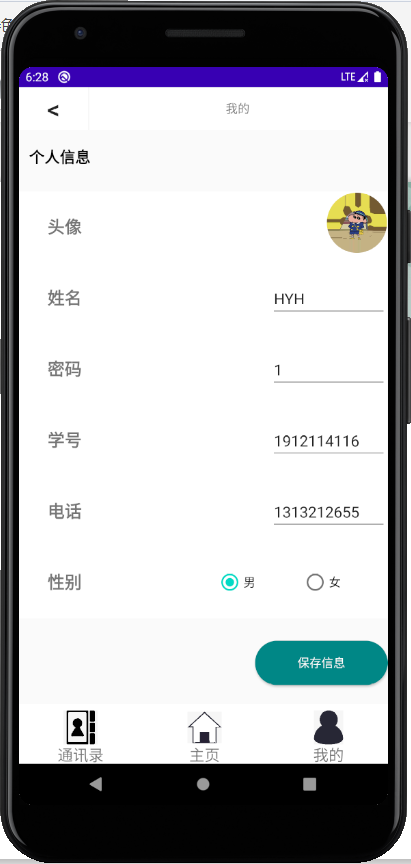 6:28 LTE
< 我的
个人信息
头像
姓名 HYH
密码 1
学号 1912114116
电话 1313212655
性别 男 女
保存信息
通讯录 主页 我的